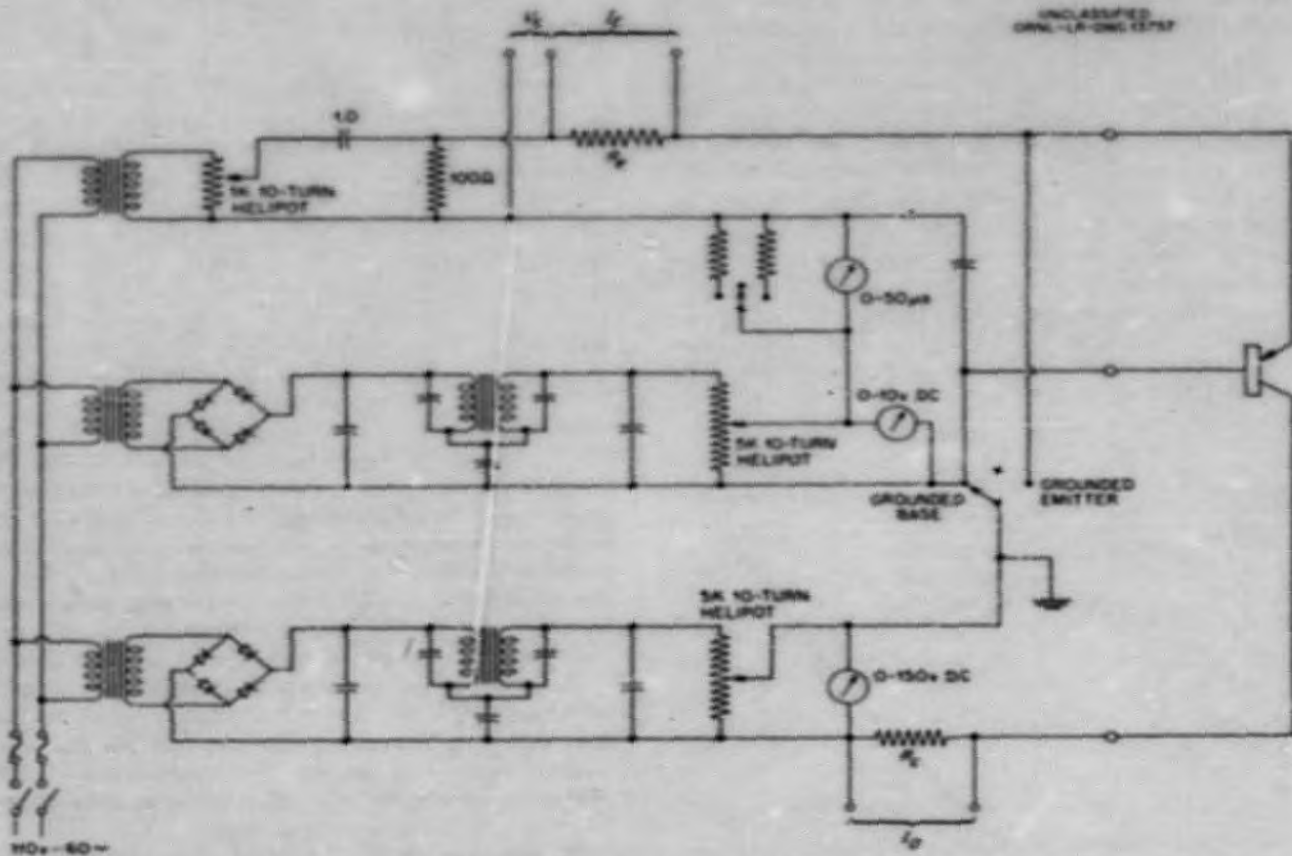 UNCLASSIFIED
ORNL-LR-DWG 13757
1.0
100Ω
10-TURN
HELIPOT
0-50μa
0-10v DC
5K 10-TURN
HELIPOT
GROUNDED
BASE
GROUNDED
EMITTER
5K 10-TURN
HELIPOT
0-150v DC
110v-60~